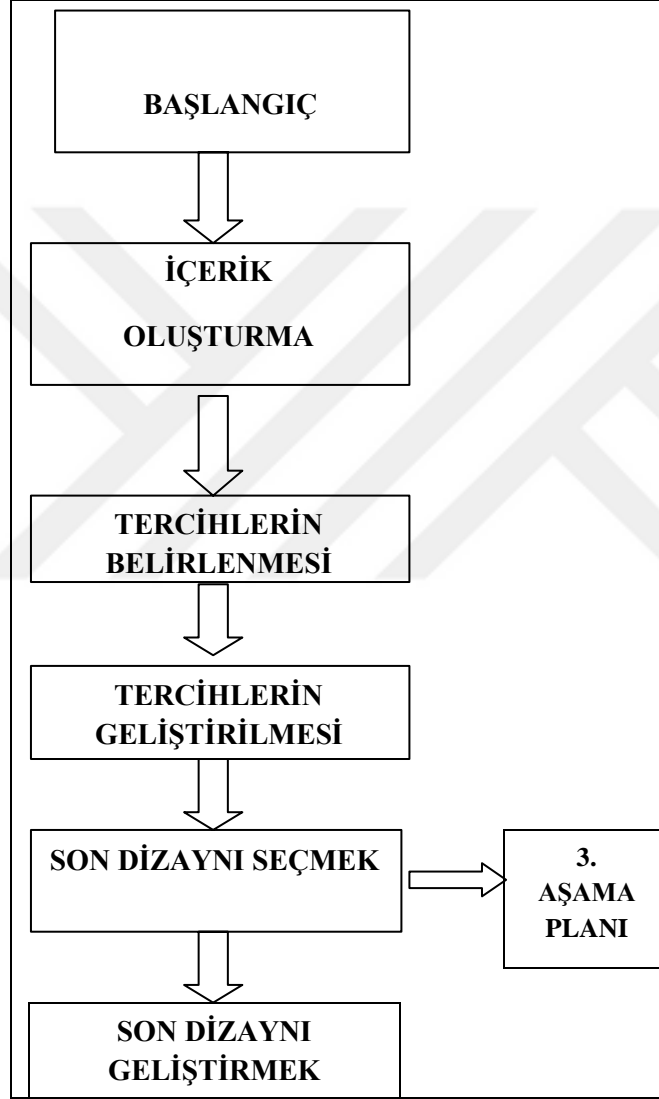 BAŞLANGIÇ
İÇERİK
OLUŞTURMA
TERCİHLERİN
BELİRLENMESİ
TERCİHLERİN
GELİŞTİRİLMESİ
SON DİZAYNI SEÇMEK
3.
AŞAMA
PLANI
SON DİZAYNI
GELİŞTİRMEK